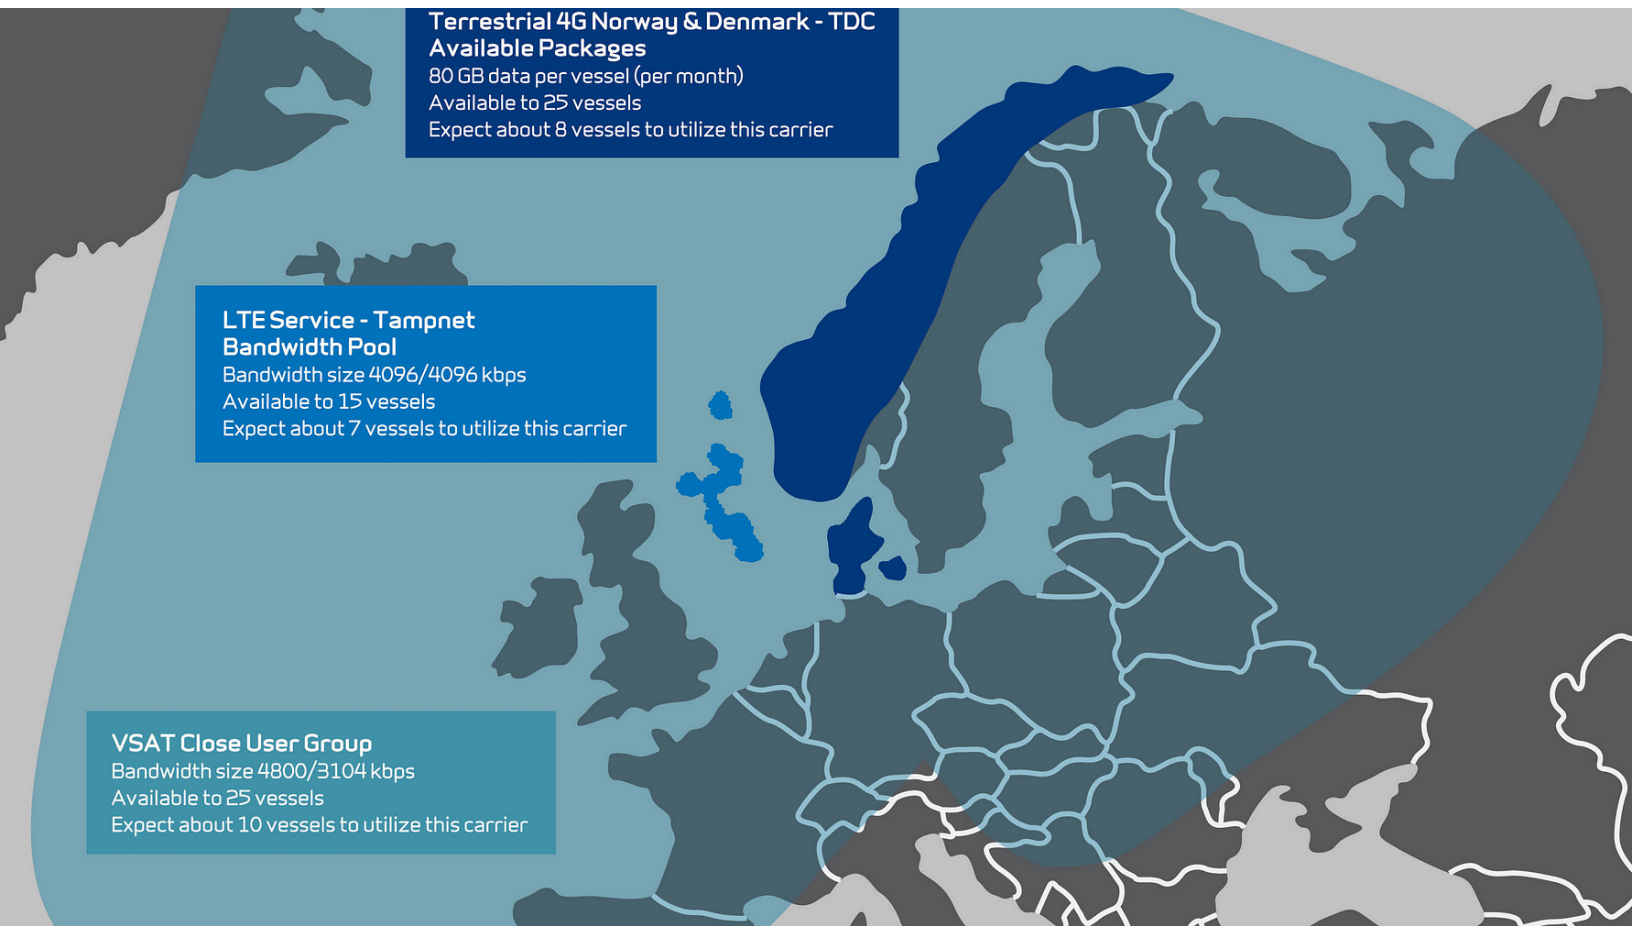 Terrestrial 4G Norway & Denmark - TDC
Available Packages
80 GB data per vessel (per month)
Available to 25 vessels
Expect about 8 vessels to utilize this carrier
LTE Service - Tampnet
Bandwidth Pool
Bandwidth size 4096/4096 kbps
Available to 15 vessels
Expect about 7 vessels to utilize this carrier
VSAT Close User Group
Bandwidth size 4800/3104 kbps
Available to 25 vessels
Expect about 10 vessels to utilize this carrier